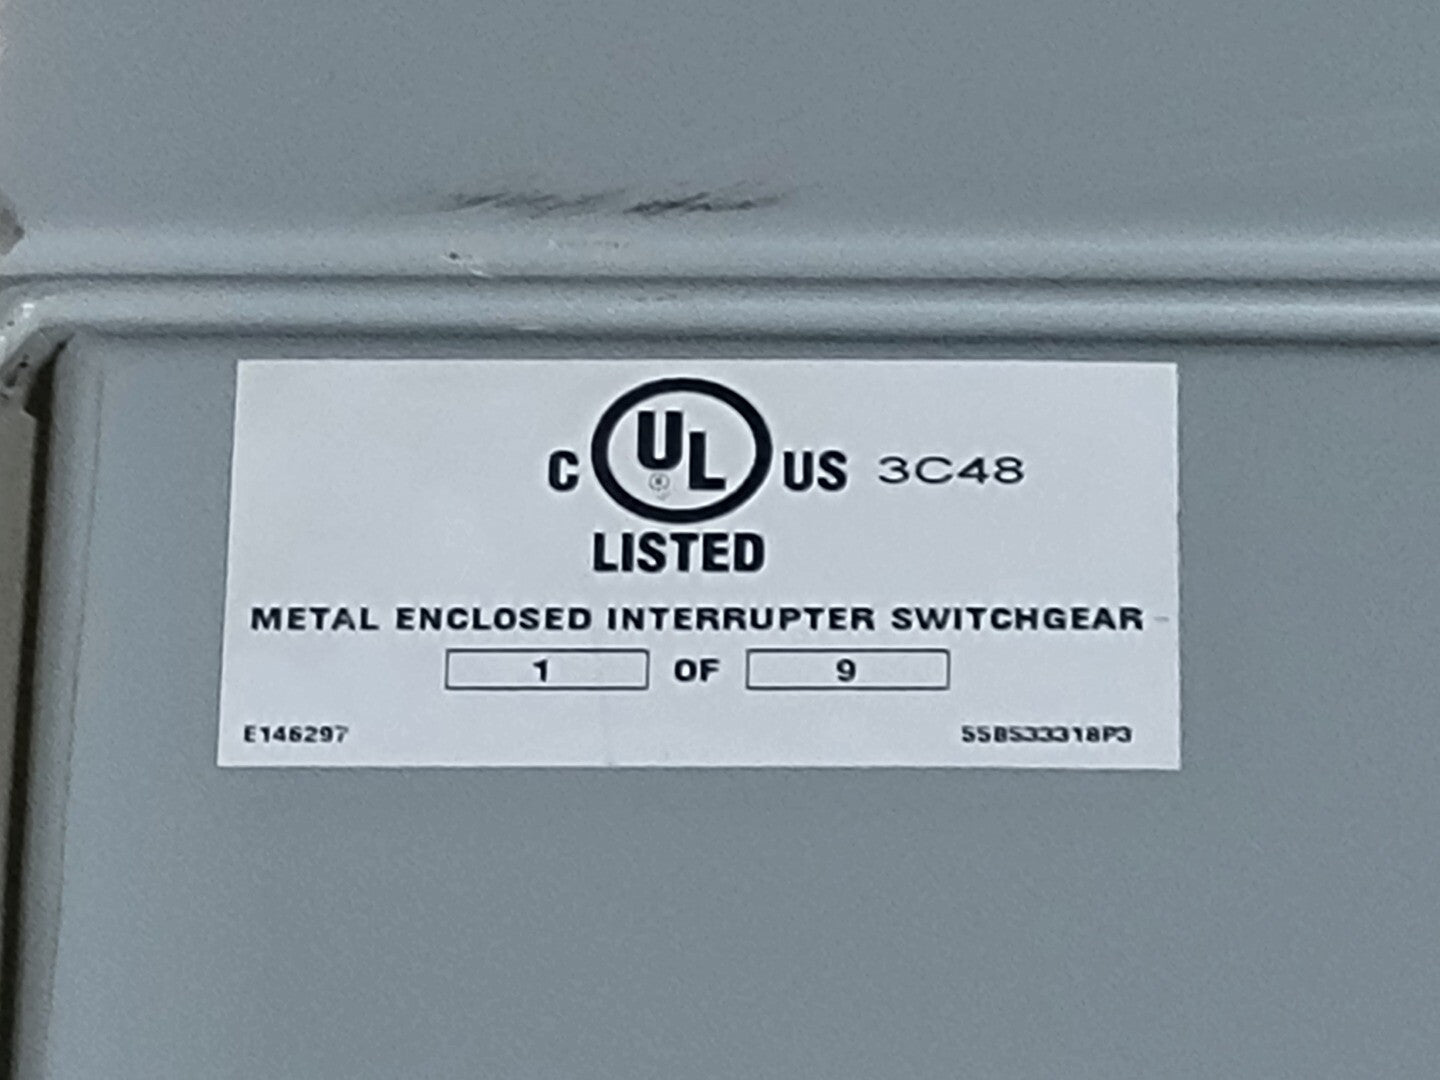 C UL US 3C48
LISTED
METAL ENCLOSED INTERRUPTER SWITCHGEAR
1 OF 9
E146297 55B533318P3